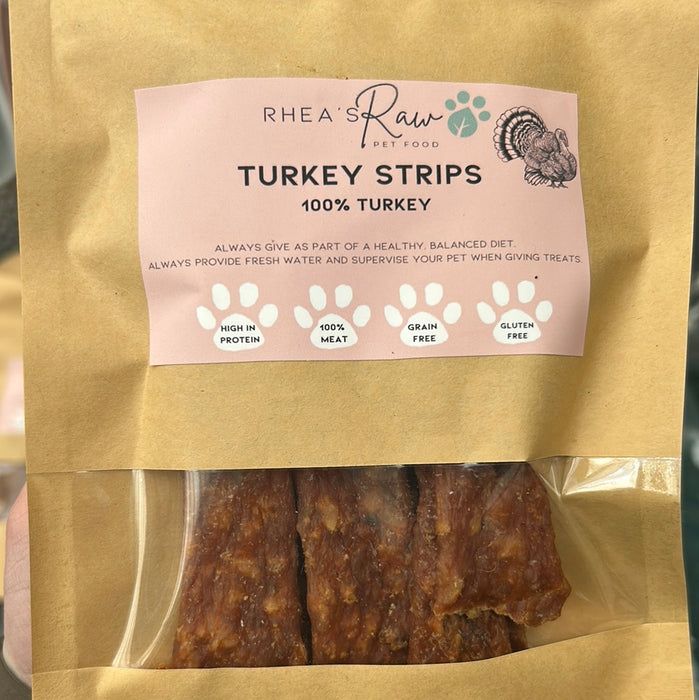 RHEA'S Raw
PET FOOD
TURKEY STRIPS
100% TURKEY
ALWAYS GIVE AS PART OF A HEALTHY, BALANCED DIET.
ALWAYS PROVIDE FRESH WATER AND SUPERVISE YOUR PET WHEN GIVING TREATS.
HIGH IN
PROTEIN
100%
MEAT
GRAIN
FREE
GLUTEN
FREE